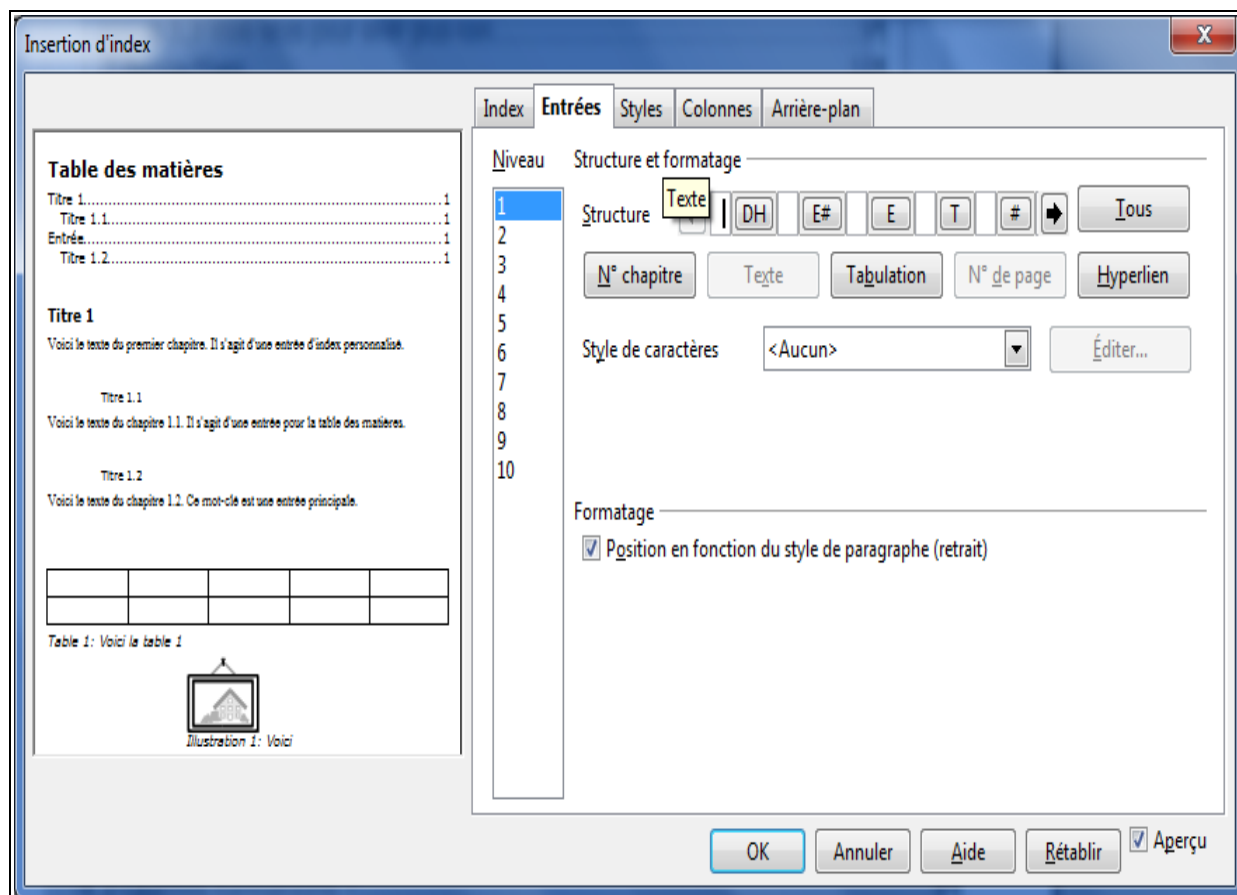 Insertion d'index
X
Index Entrées Styles Colonnes Arrière-plan
Table des matières
Titre 1.....................................................................1
Titre 1.1................................................................1
Entrée.....................................................................1
Titre 1.2................................................................1
Titre 1
Voici le texte du premier chapitre. Il s'agit d'une entrée d'index personnalisé.
Titre 1.1
Voici le texte du chapitre 1.1. Il s'agit d'une entrée pour la table des matières.
Titre 1.2
Voici le texte du chapitre 1.2. Ce mot-clé est une entrée principale.
Table 1: Voici la table 1
Illustration 1: Voici
Niveau
1
2
3
4
5
6
7
8
9
10
Structure et formatage
Texte
Structure DH E# E T # Tous
N° chapitre Texte Tabulation N° de page Hyperlien
Style de caractères <Aucun> Éditer...
Formatage
Position en fonction du style de paragraphe (retrait)
OK Annuler Aide Rétablir Aperçu